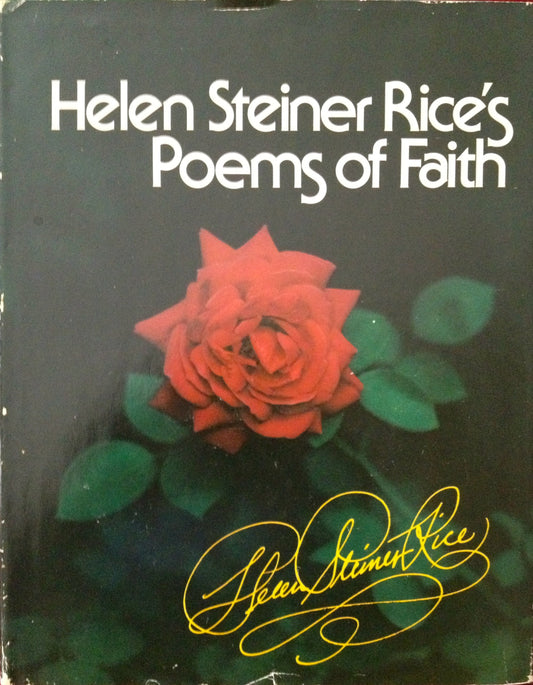 Helen Steiner Rice's
Poems of Faith
Helen Steiner Rice